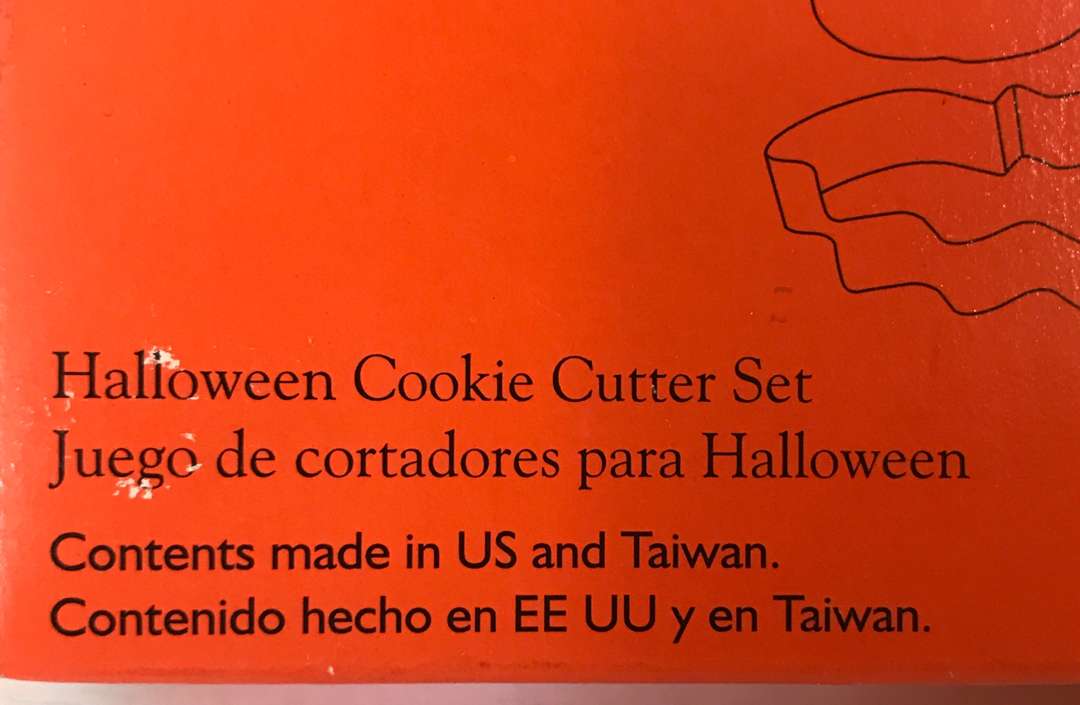 Halloween Cookie Cutter Set
Juego de cortadores para Halloween
Contents made in US and Taiwan.
Contenido hecho en EE UU y en Taiwan.